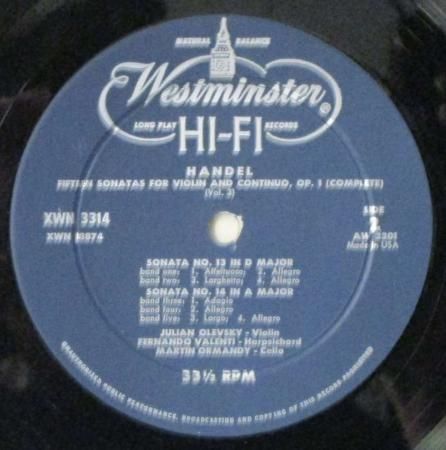 NATURAL BALANCE
Westminster ®
LONG PLAY RECORDS
HI-FI
HANDEL
FIFTEEN SONATAS FOR VIOLIN AND CONTINUO, OP. 1 (COMPLETE)
(Vol. 3)
XWN 3314
SIDE
2
XWN 18874
Made in USA
SONATA NO. 13 IN D MAJOR
band one: 1. Affettuoso; 2. Allegro
band two: 3. Larghetto; 4. Allegro
SONATA NO. 14 IN A MAJOR
band three: 1. Adagio
band four: 2. Allegro
band five: 3. Largo; 4. Allegro
JULIAN OLEVSKY - Violin
FERNANDO VALENTI - Harpsichord
MARTIN ORMANDY - Cello
33⅓ RPM
UNAUTHORIZED PUBLIC PERFORMANCE, BROADCASTING AND COPYING OF THIS RECORD PROHIBITED